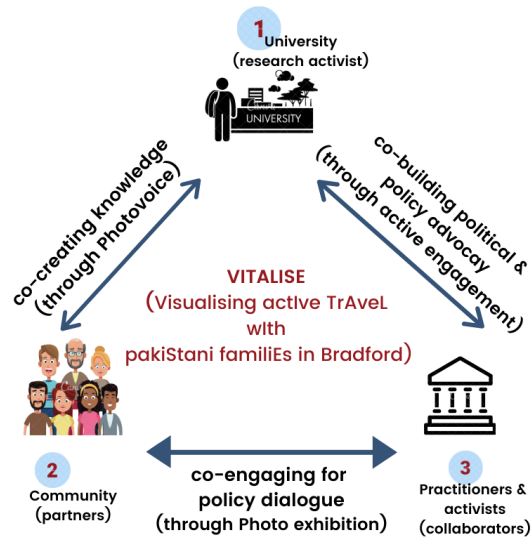 1
University
(research activist)
UNIVERSITY
co-creating knowledge
(through Photovoice)
co-building political &
policy advocay
(through active engagement)
VITALISE
(Visualising actIve TrAveL
wIth
pakiStani familiEs in Bradford)
2
Community
(partners)
co-engaging for
policy dialogue
(through Photo exhibition)
3
Practitioners &
activists
(collaborators)